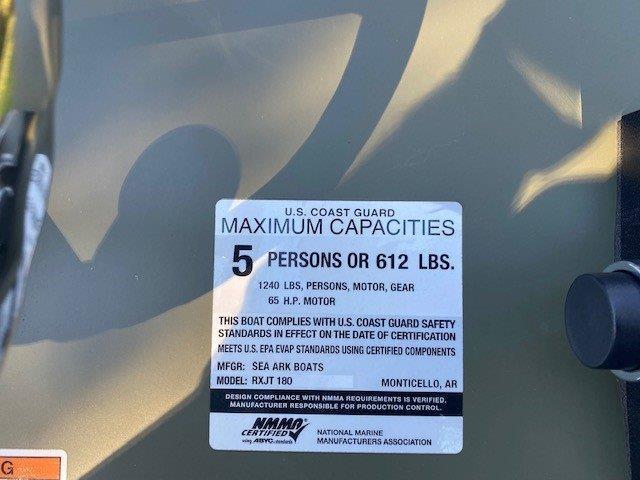 U.S. COAST GUARD
MAXIMUM CAPACITIES
5 PERSONS OR 612 LBS.
1240 LBS, PERSONS, MOTOR, GEAR
65 H.P. MOTOR
THIS BOAT COMPLIES WITH U.S. COAST GUARD SAFETY
STANDARDS IN EFFECT ON THE DATE OF CERTIFICATION
MEETS U.S. EPA EVAP STANDARDS USING CERTIFIED COMPONENTS
MFGR: SEA ARK BOATS
MODEL: RXJT 180 MONTICELLO, AR
DESIGN COMPLIANCE WITH NMMA REQUIREMENTS IS VERIFIED.
MANUFACTURER RESPONSIBLE FOR PRODUCTION CONTROL.
NMMA
CERTIFIED
using ABYC standards
NATIONAL MARINE
MANUFACTURERS ASSOCIATION
G